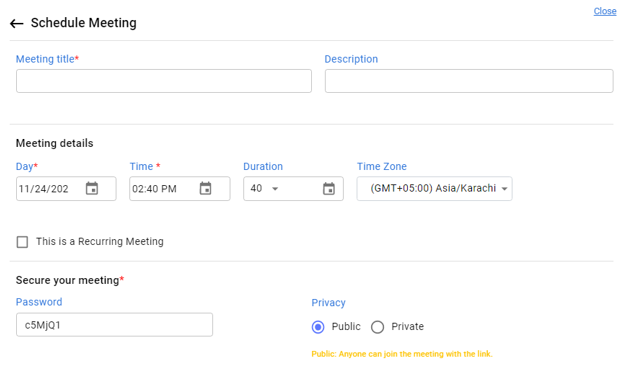 Close
Schedule Meeting
Meeting title* Description
Meeting details
Day* Time * Duration Time Zone
11/24/202 02:40 PM 40 (GMT+05:00) Asia/Karachi
This is a Recurring Meeting
Secure your meeting*
Password Privacy
c5MjQ1 Public Private
Public: Anyone can join the meeting with the link.